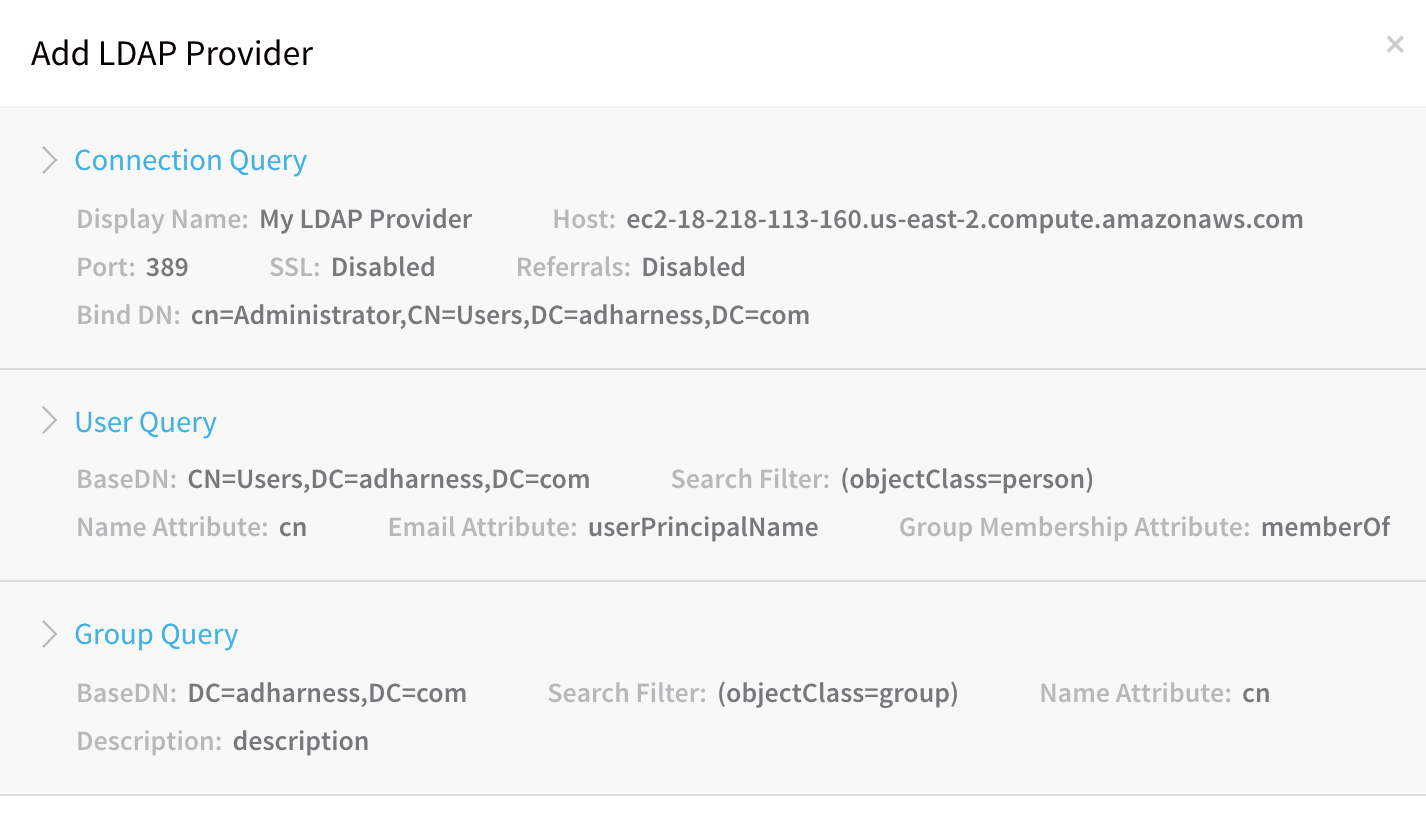 Add LDAP Provider
Connection Query
Display Name: My LDAP Provider Host: ec2-18-218-113-160.us-east-2.compute.amazonaws.com
Port: 389 SSL: Disabled Referrals: Disabled
Bind DN: cn=Administrator,CN=Users,DC=adharness,DC=com
User Query
BaseDN: CN=Users,DC=adharness,DC=com Search Filter: (objectClass=person)
Name Attribute: cn Email Attribute: userPrincipalName Group Membership Attribute: memberOf
Group Query
BaseDN: DC=adharness,DC=com Search Filter: (objectClass=group) Name Attribute: cn
Description: description